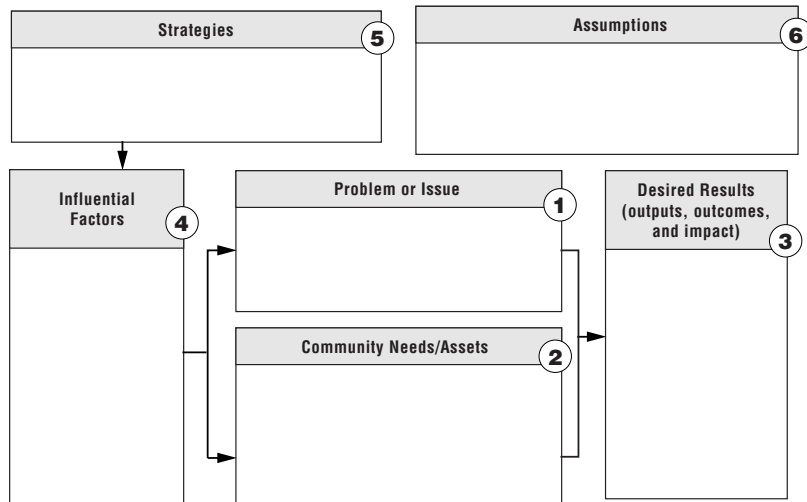 Strategies
5
Assumptions
6
Influential
Factors
4
Problem or Issue
1
Desired Results
(outputs, outcomes,
and impact)
3
Community Needs/Assets
2